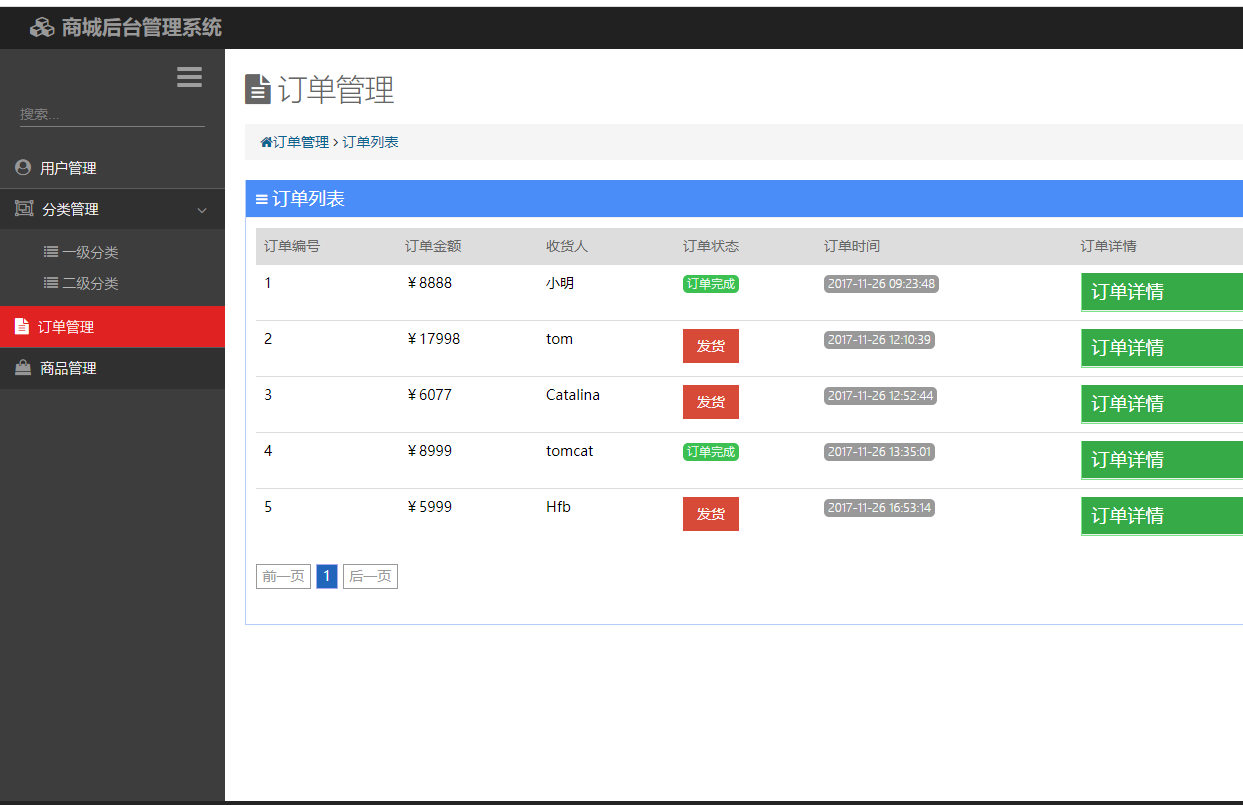 商城后台管理系统
搜索...
用户管理
分类管理
一级分类
二级分类
订单管理
商品管理
订单管理
订单管理 › 订单列表
订单列表
订单编号 订单金额 收货人 订单状态 订单时间 订单详情
1 ￥8888 小明 订单完成 2017-11-26 09:23:48 订单详情
2 ￥17998 tom 发货 2017-11-26 12:10:39 订单详情
3 ￥6077 Catalina 发货 2017-11-26 12:52:44 订单详情
4 ￥8999 tomcat 订单完成 2017-11-26 13:35:01 订单详情
5 ￥5999 Hfb 发货 2017-11-26 16:53:14 订单详情
前一页 1 后一页